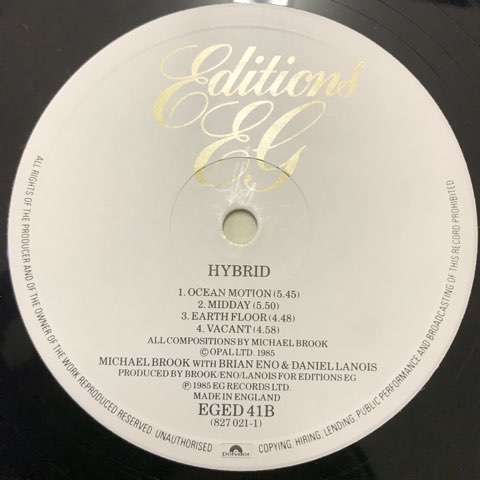 Editions
E.G
HYBRID
1. OCEAN MOTION (5.45)
2. MIDDAY (5.50)
3. EARTH FLOOR (4.48)
4. VACANT (4.58)
ALL COMPOSITIONS BY MICHAEL BROOK
©OPAL LTD. 1985
MICHAEL BROOK WITH BRIAN ENO & DANIEL LANOIS
PRODUCED BY BROOK/ENO/LANOIS FOR EDITIONS EG
℗ 1985 EG RECORDS LTD.
MADE IN ENGLAND
EGED 41B
(827 021-1)
polydor
ALL RIGHTS OF THE PRODUCER AND OF THE OWNER OF THE WORK REPRODUCED RESERVED UNAUTHORISED COPYING, HIRING, LENDING, PUBLIC PERFORMANCE AND BROADCASTING OF THIS RECORD PROHIBITED